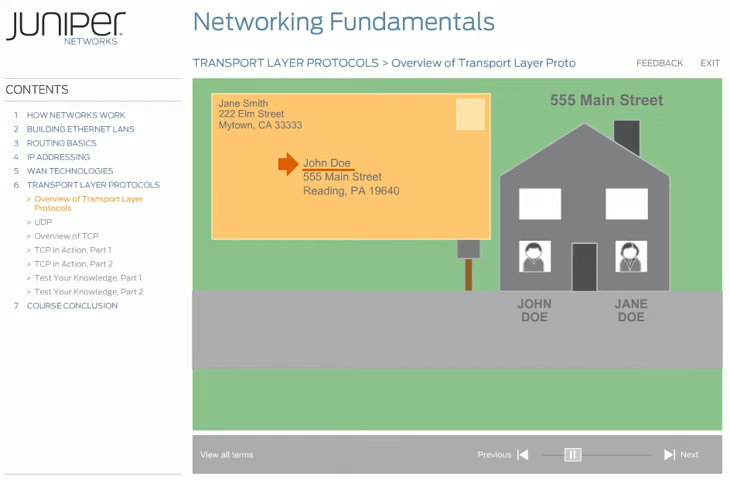 JUNIPER
NETWORKS
Networking Fundamentals
TRANSPORT LAYER PROTOCOLS > Overview of Transport Layer Proto
FEEDBACK
EXIT
CONTENTS
1 HOW NETWORKS WORK
2 BUILDING ETHERNET LANS
3 ROUTING BASICS
4 IP ADDRESSING
5 WAN TECHNOLOGIES
6 TRANSPORT LAYER PROTOCOLS
> Overview of Transport Layer
Protocols
> UDP
> Overview of TCP
> TCP in Action, Part 1
> TCP in Action, Part 2
> Test Your Knowledge, Part 1
> Test Your Knowledge, Part 2
7 COURSE CONCLUSION
Jane Smith
222 Elm Street
Mytown, CA 33333
John Doe
555 Main Street
Reading, PA 19640
555 Main Street
JOHN
DOE
JANE
DOE
View all terms
Previous
Next